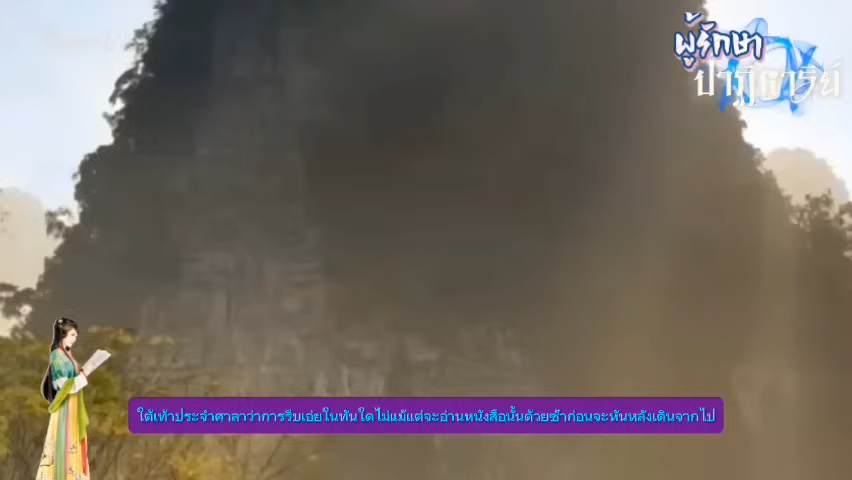 ผู้รักษา
ปาฏิหาริย์
ใต้เท้าประจำศาลาว่าการรีบเอ่ยในทันใดไม่แม้แต่จะอ่านหนังสือนั้นด้วยซ้ำก่อนจะหันหลังเดินจากไป